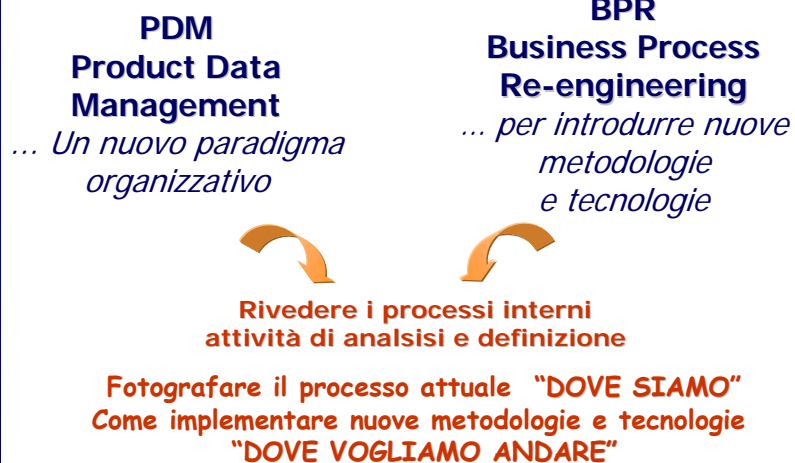 PDM
Product Data
Management
... Un nuovo paradigma
organizzativo
BPR
Business Process
Re-engineering
... per introdurre nuove
metodologie
e tecnologie
Rivedere i processi interni
attività di analsisi e definizione
Fotografare il processo attuale “DOVE SIAMO”
Come implementare nuove metodologie e tecnologie
“DOVE VOGLIAMO ANDARE”